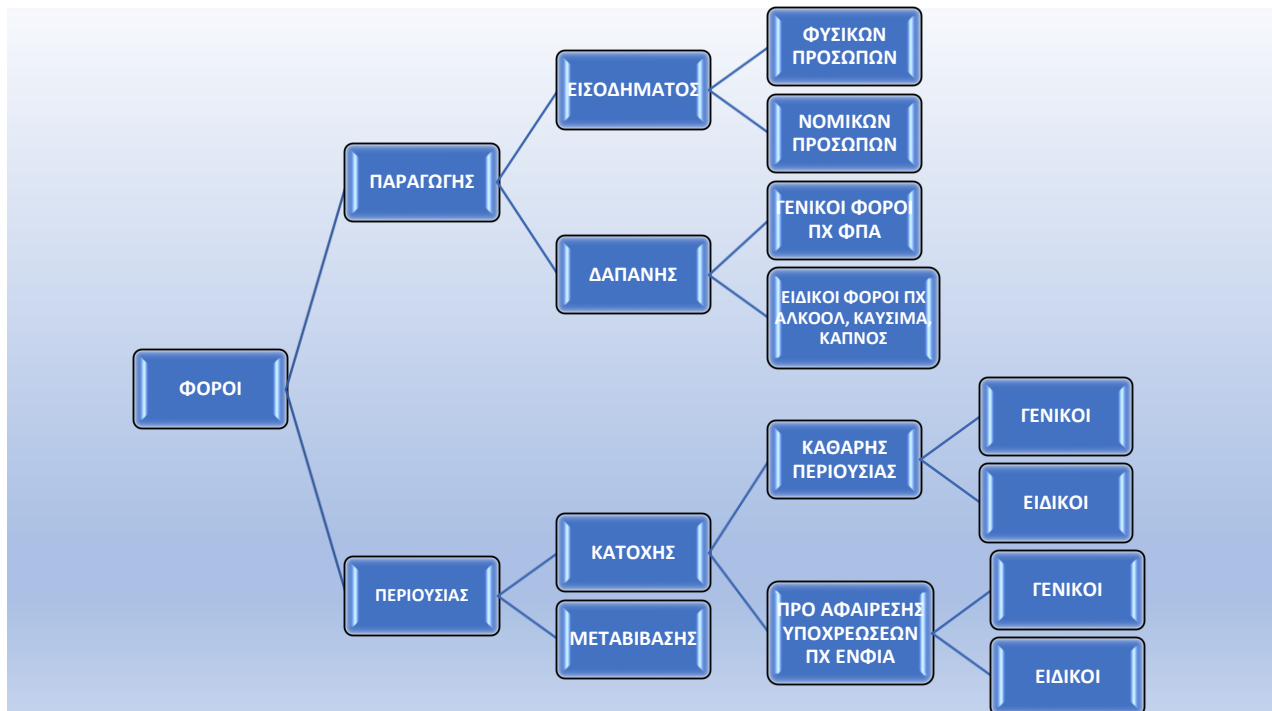 ΦΥΣΙΚΩΝ
ΠΡΟΣΩΠΩΝ
ΕΙΣΟΔΗΜΑΤΟΣ
ΝΟΜΙΚΩΝ
ΠΡΟΣΩΠΩΝ
ΠΑΡΑΓΩΓΗΣ
ΓΕΝΙΚΟΙ ΦΟΡΟΙ
ΠΧ ΦΠΑ
ΔΑΠΑΝΗΣ
ΕΙΔΙΚΟΙ ΦΟΡΟΙ ΠΧ
ΑΛΚΟΟΛ, ΚΑΥΣΙΜΑ,
ΚΑΠΝΟΣ
ΦΟΡΟΙ
ΓΕΝΙΚΟΙ
ΚΑΘΑΡΗΣ
ΠΕΡΙΟΥΣΙΑΣ
ΕΙΔΙΚΟΙ
ΚΑΤΟΧΗΣ
ΠΕΡΙΟΥΣΙΑΣ
ΓΕΝΙΚΟΙ
ΠΡΟ ΑΦΑΙΡΕΣΗΣ
ΥΠΟΧΡΕΩΣΕΩΝ
ΠΧ ΕΝΦΙΑ
ΜΕΤΑΒΙΒΑΣΗΣ
ΕΙΔΙΚΟΙ